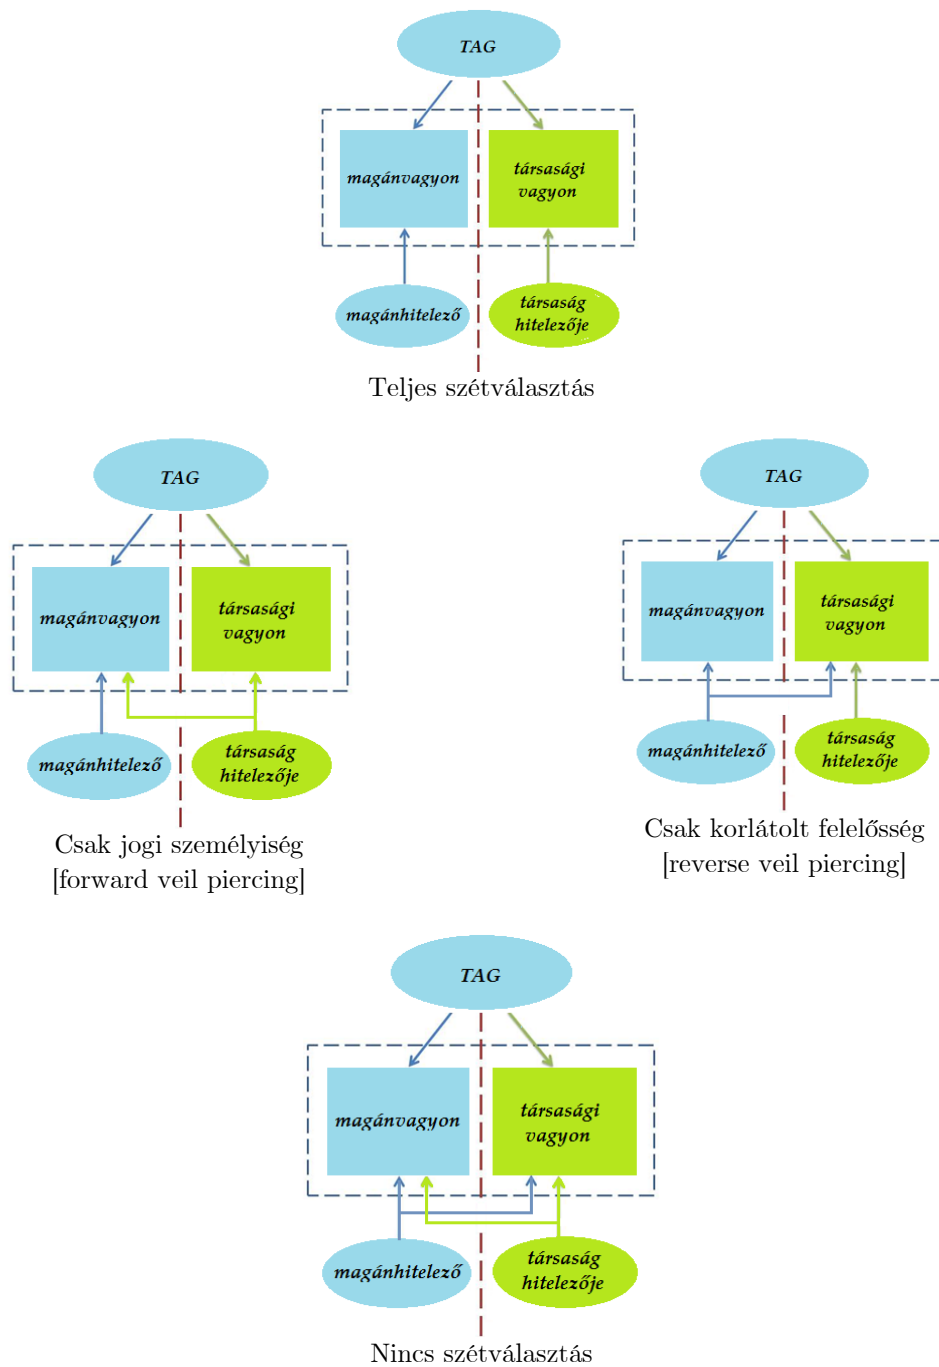 TAG
magánvagyon
társasági
vagyon
magánhitelező
társaság
hitelezője
Teljes szétválasztás
TAG
magánvagyon
társasági
vagyon
magánhitelező
társaság
hitelezője
Csak jogi személyiség
[forward veil piercing]
TAG
magánvagyon
társasági
vagyon
magánhitelező
társaság
hitelezője
Csak korlátolt felelősség
[reverse veil piercing]
TAG
magánvagyon
társasági
vagyon
magánhitelező
társaság
hitelezője
Nincs szétválasztás